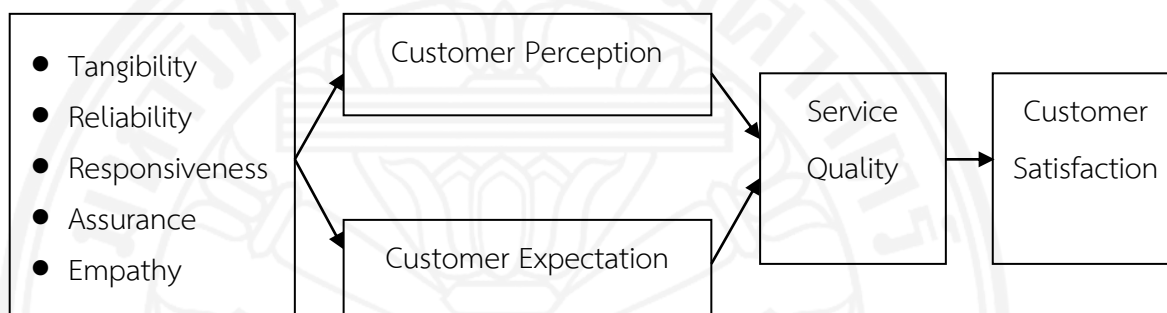 ● Tangibility
● Reliability
● Responsiveness
● Assurance
● Empathy
Customer Perception
Customer Expectation
Service
Quality
Customer
Satisfaction